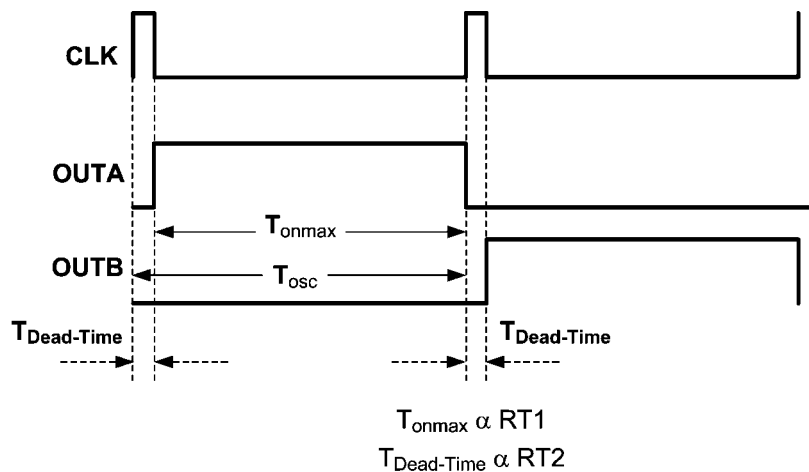 CLK
OUTA
Tonmax
OUTB
Tosc
TDead-Time
TDead-Time
Tonmax α RT1
TDead-Time α RT2